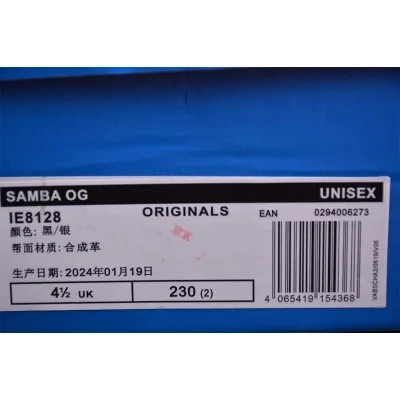 SAMBA OG UNISEX
IE8128 ORIGINALS EAN 0294006273
颜色: 黑/银
帮面材质: 合成革
生产日期: 2024年01月19日
4½ UK 230 (2)
4 065419 154368
VABSCHA20619/V06